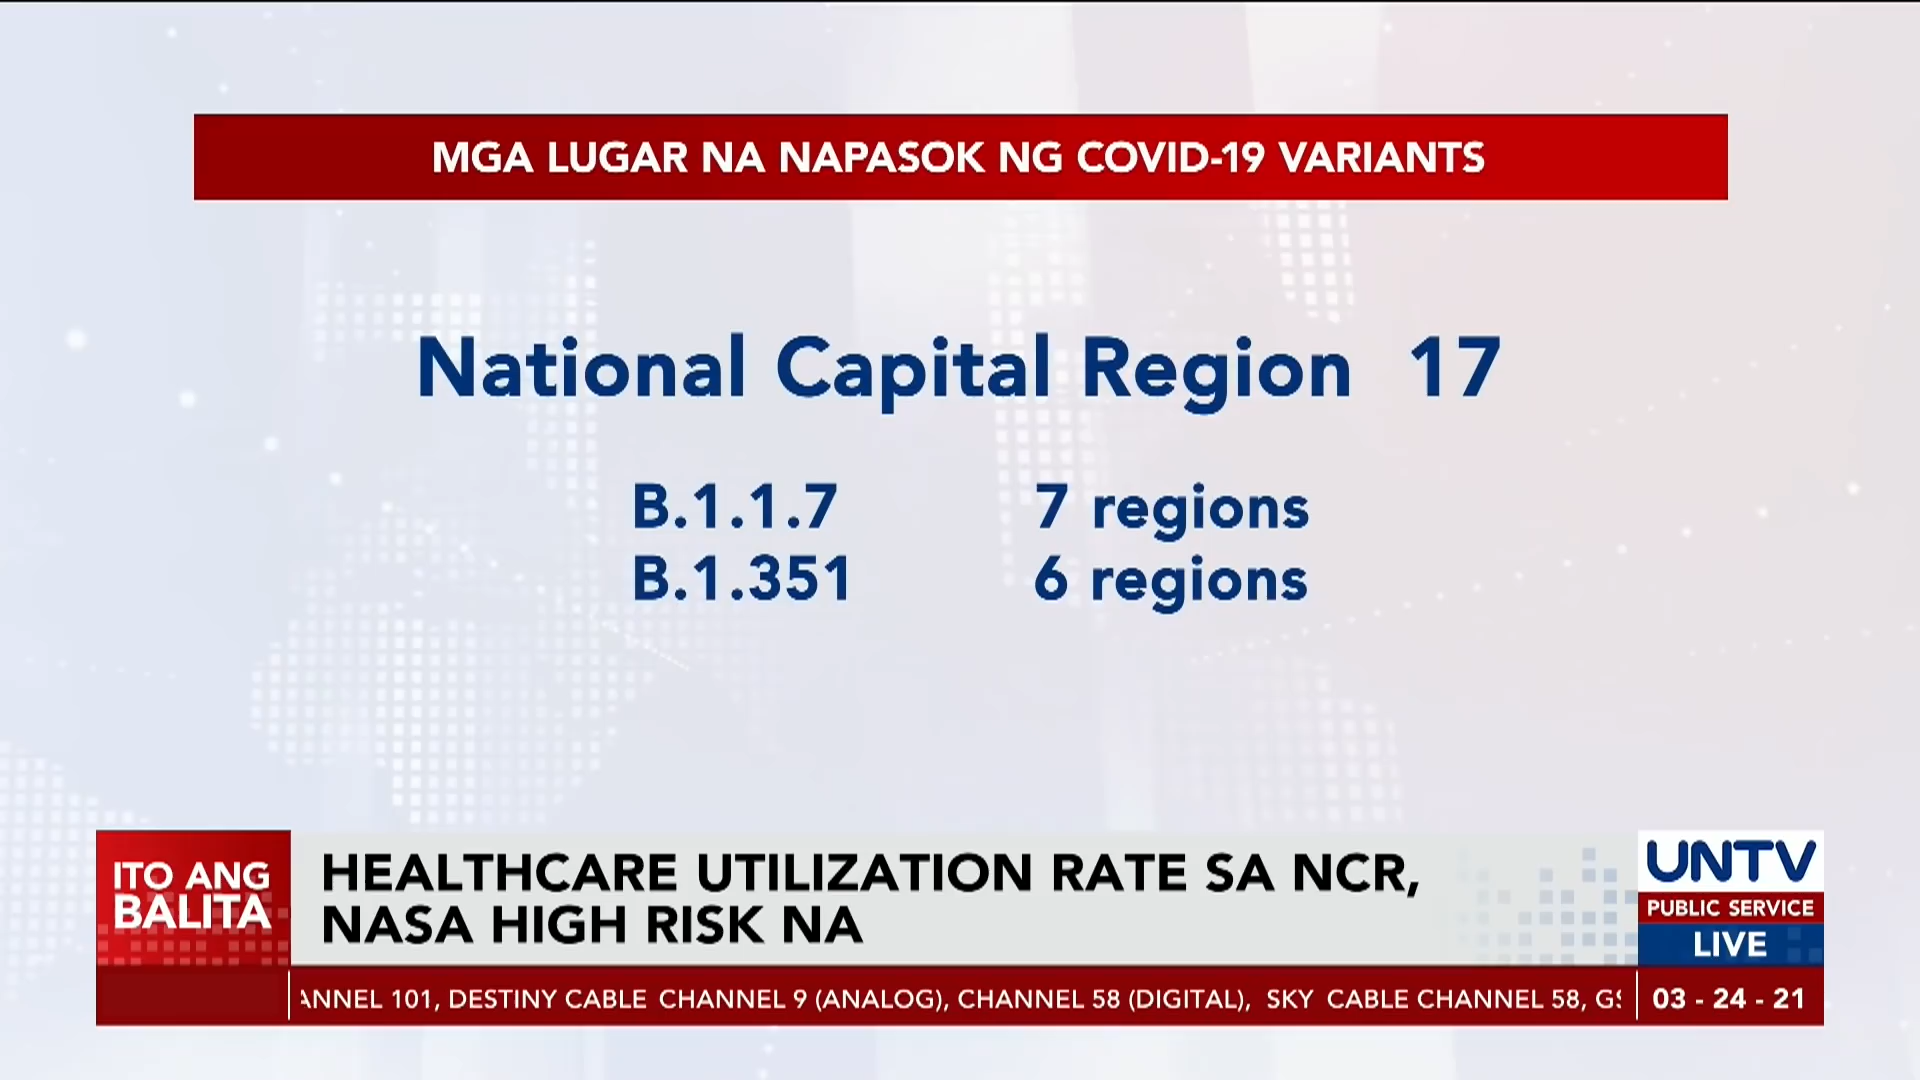 MGA LUGAR NA NAPASOK NG COVID-19 VARIANTS
National Capital Region 17
B.1.1.7 7 regions
B.1.351 6 regions
ITO ANG
BALITA
HEALTHCARE UTILIZATION RATE SA NCR,
NASA HIGH RISK NA
UNTV
PUBLIC SERVICE
LIVE
101, DESTINY CABLE CHANNEL 9 (ANALOG), CHANNEL 58 (DIGITAL), SKY CABLE CHANNEL 58,
03 - 24 - 21